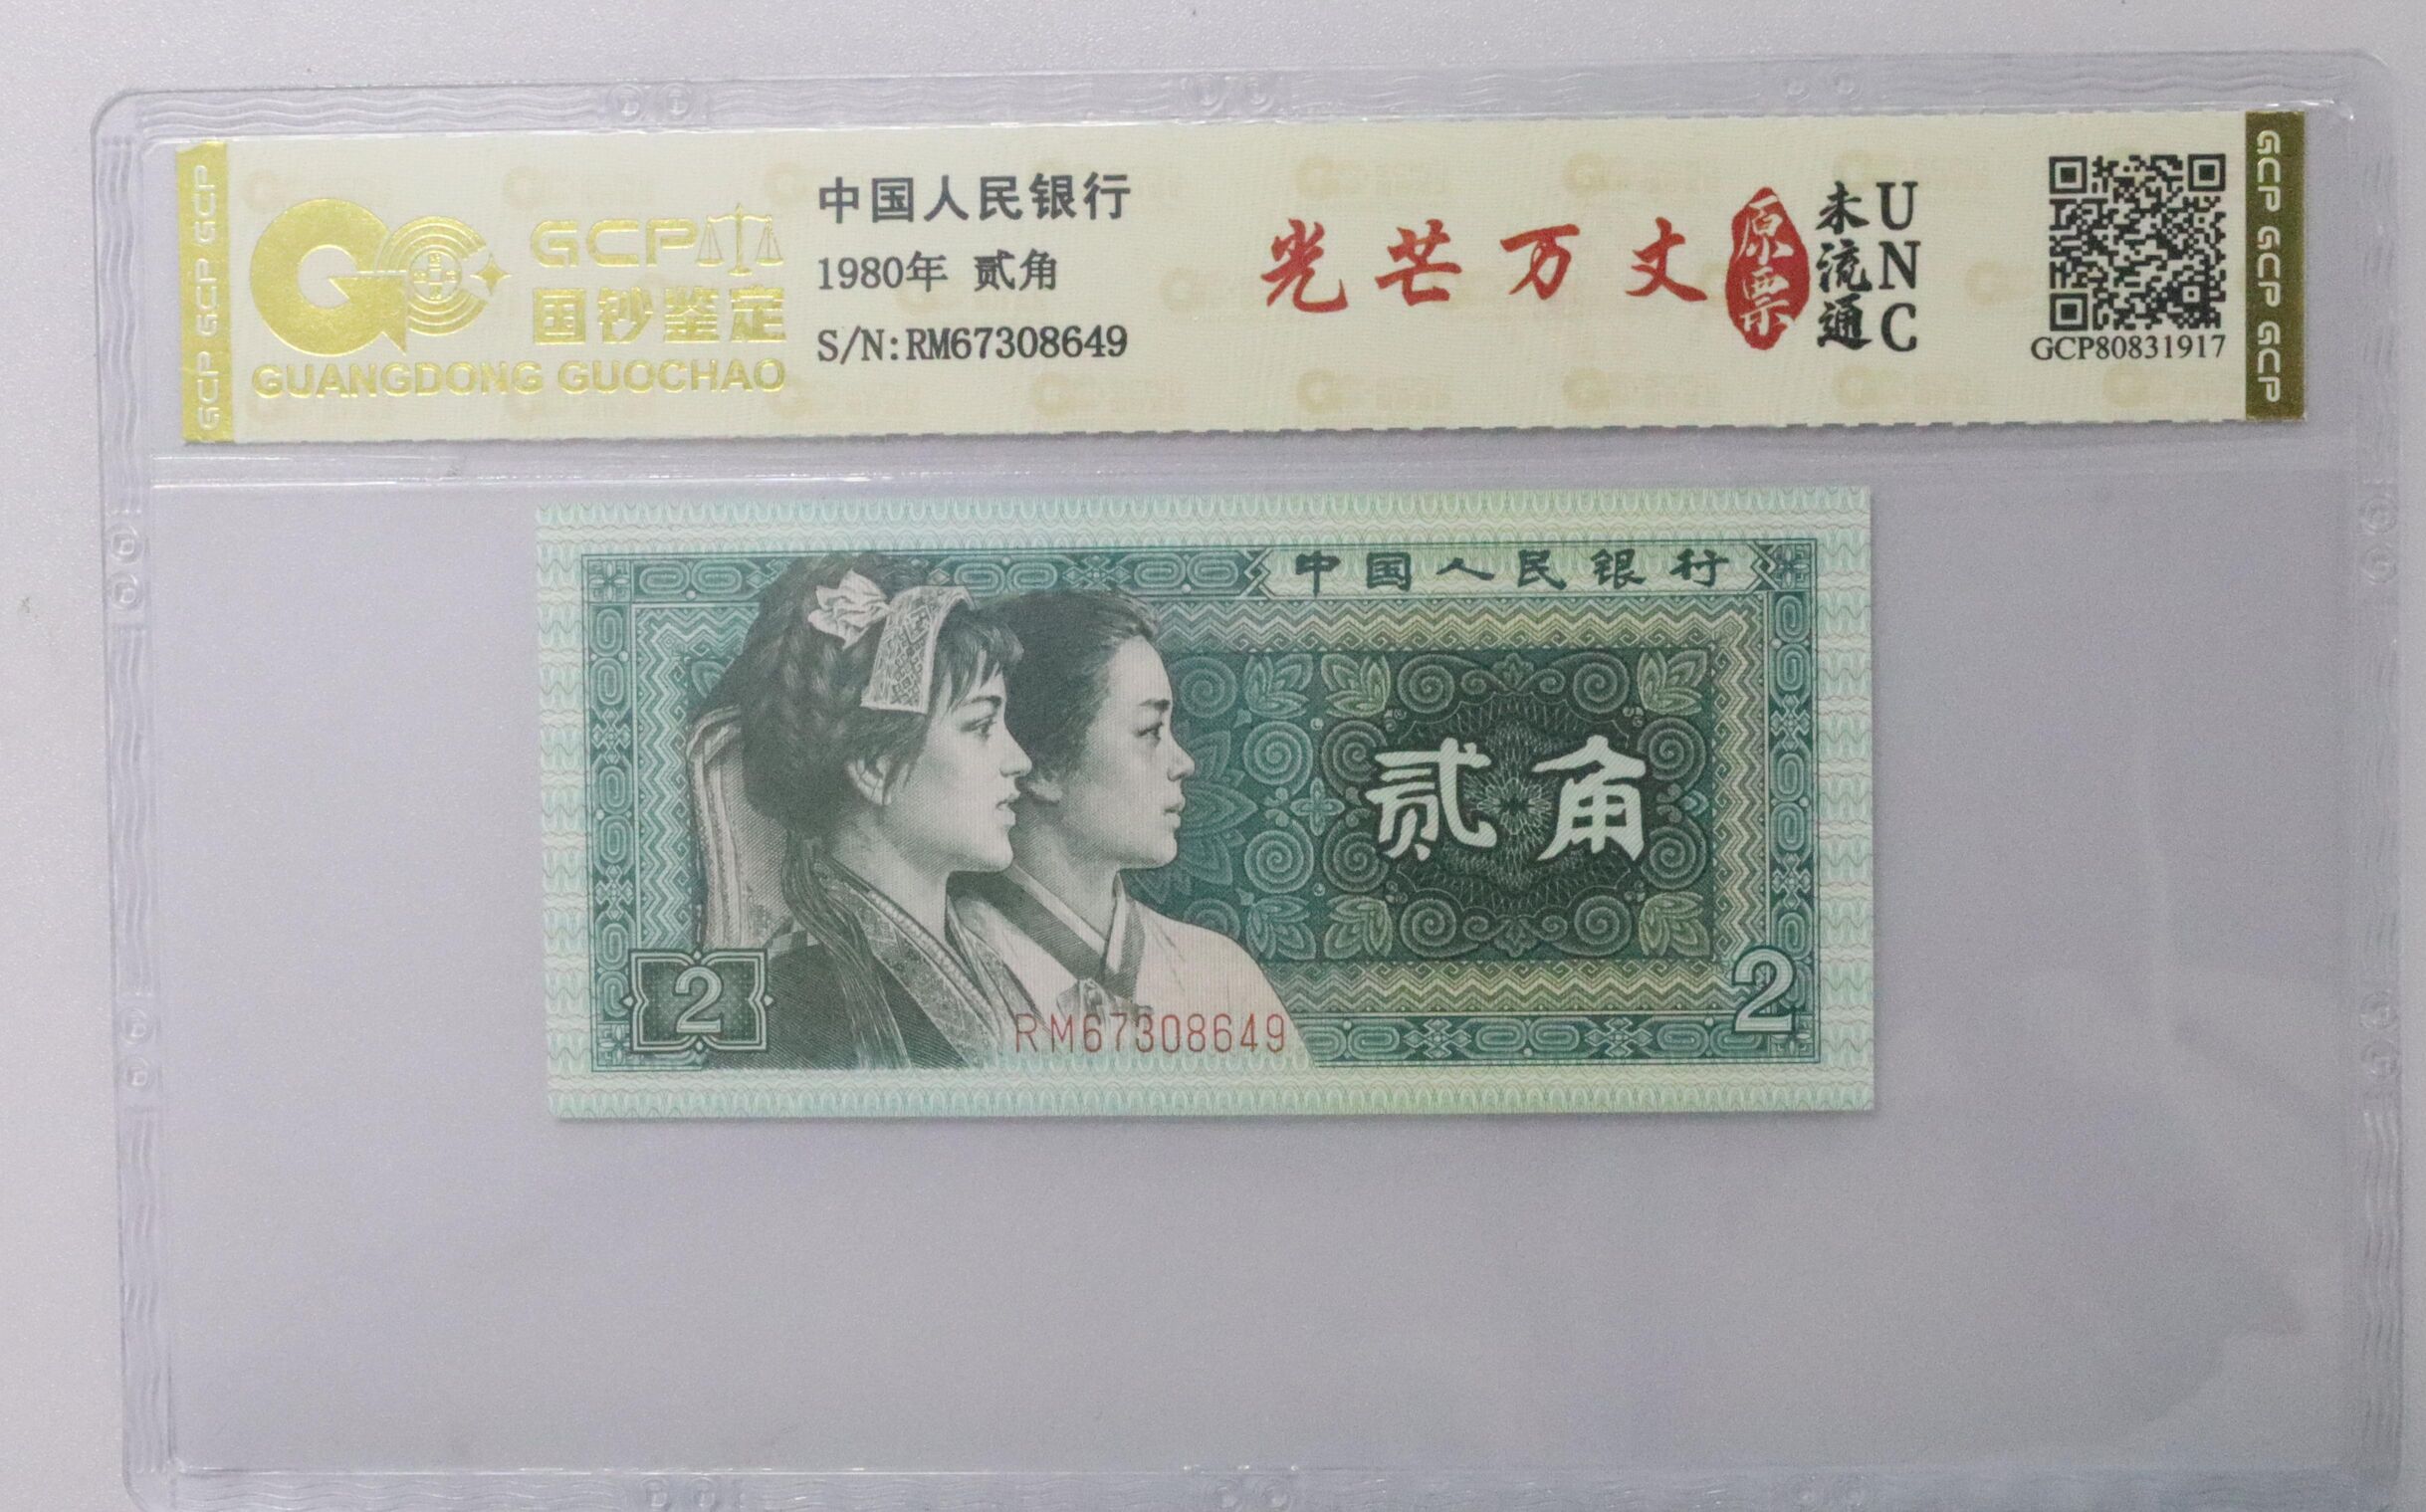 GCP GCP GCP
GCP
国钞鉴定
GUANGDONG GUOCHAO
中国人民银行
1980年 贰角
S/N:RM67308649
光芒万丈
原票
未流通
UNC
GCP80831917
GCP GCP GCP
中国人民银行
贰角
2
2
RM67308649